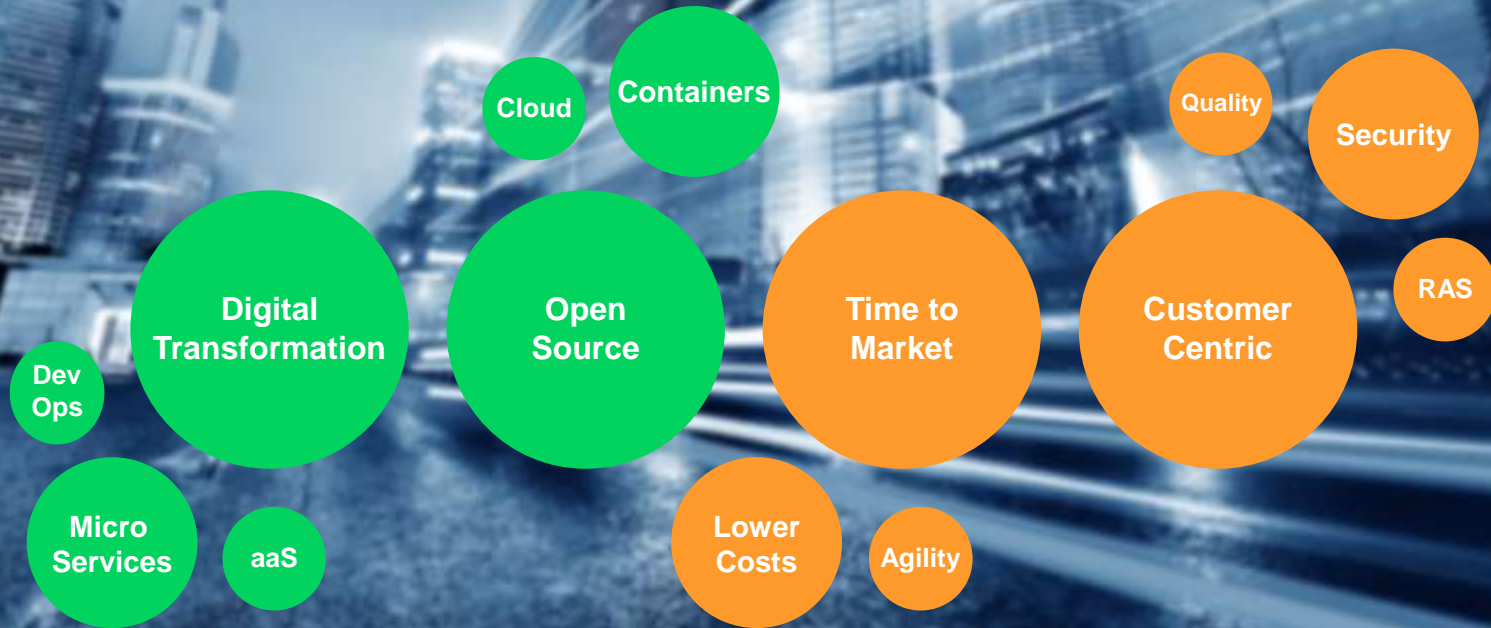 Cloud
Containers
Quality
Security
Digital
Transformation
Open
Source
Time to
Market
Customer
Centric
RAS
Dev
Ops
Micro
Services
aaS
Lower
Costs
Agility